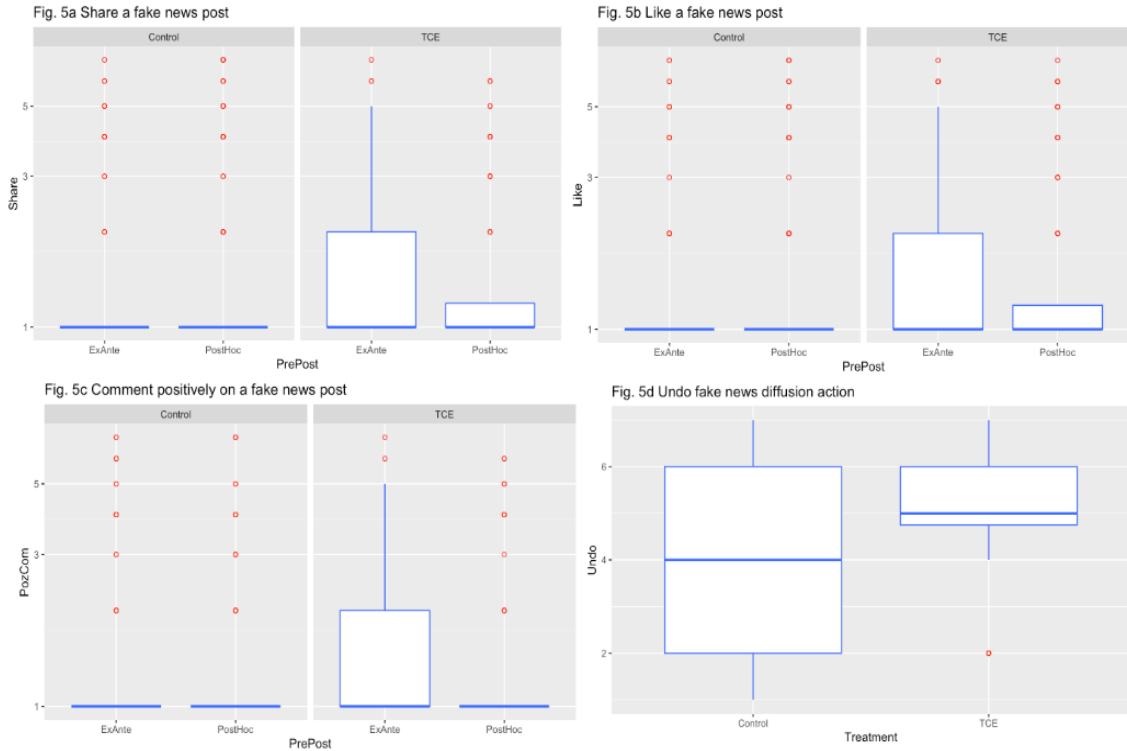 Fig. 5a Share a fake news post
Control TCE
Share
5
3
1
ExAnte PostHoc ExAnte PostHoc
PrePost
Fig. 5b Like a fake news post
Control TCE
Like
5
3
1
ExAnte PostHoc ExAnte PostHoc
PrePost
Fig. 5c Comment positively on a fake news post
Control TCE
PozCom
5
3
1
ExAnte PostHoc ExAnte PostHoc
PrePost
Fig. 5d Undo fake news diffusion action
Undo
6
4
2
Control TCE
Treatment